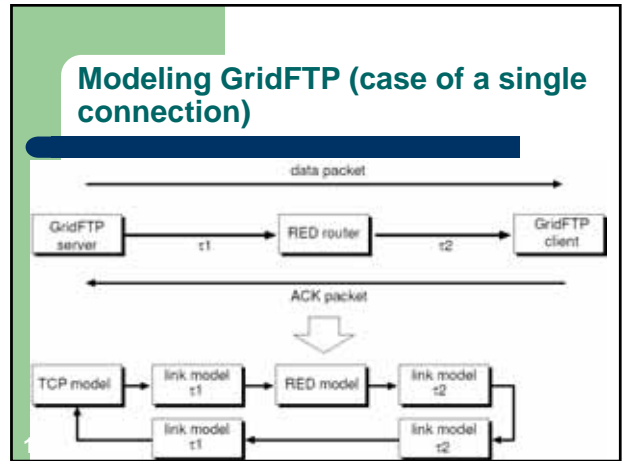 Modeling GridFTP (case of a single
connection)
data packet
GridFTP
server
τ1
RED router
τ2
GridFTP
client
ACK packet
TCP model
link model
τ1
RED model
link model
τ2
link model
τ1
link model
τ2